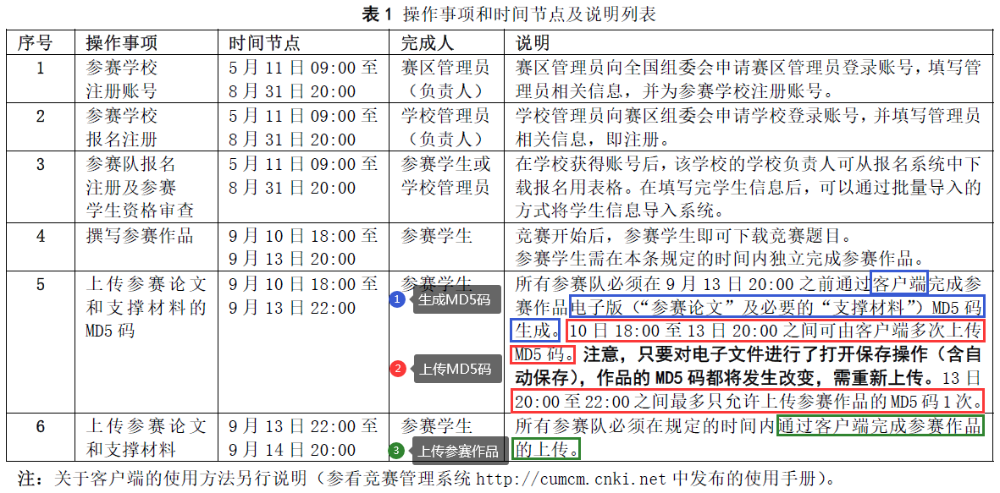 表 1 操作事项和时间节点及说明列表
序号 操作事项 时间节点 完成人 说明
1 参赛学校 5 月 11 日 09:00 至 赛区管理员 赛区管理员向全国组委会申请赛区管理员登录账号，填写管
注册账号 8 月 31 日 20:00 （负责人） 理员相关信息，并为参赛学校注册账号。
2 参赛学校 5 月 11 日 09:00 至 学校管理员 学校管理员向赛区组委会申请学校登录账号，并填写管理员
报名注册 8 月 31 日 20:00 （负责人） 相关信息，即注册。
3 参赛队报名 5 月 11 日 09:00 至 参赛学生或 在学校获得账号后，该学校的学校负责人可从报名系统中下
注册及参赛 8 月 31 日 20:00 学校管理员 载报名用表格。在填写完学生信息后，可以通过批量导入的
学生资格审查 方式将学生信息导入系统。
4 撰写参赛作品 9 月 10 日 18:00 至 参赛学生 竞赛开始后，参赛学生即可下载竞赛题目。
9 月 13 日 20:00 参赛学生需在本条规定的时间内独立完成参赛作品。
5 上传参赛论文 9 月 10 日 18:00 至 参赛学生 所有参赛队必须在 9 月 13 日 20:00 之前通过客户端完成参
和支撑材料的 9 月 13 日 22:00 1 生成MD5码 赛作品电子版（“参赛论文”及必要的“支撑材料”）MD5 码
MD5 码 生成。10 日 18:00 至 13 日 20:00 之间可由客户端多次上传
2 上传MD5码 MD5 码。注意，只要对电子文件进行了打开保存操作（含自
动保存），作品的 MD5 码都将发生改变，需重新上传。13 日
20:00 至 22:00 之间最多只允许上传参赛作品的 MD5 码 1 次。
6 上传参赛论文 9 月 13 日 22:00 至 参赛学生 所有参赛队必须在规定的时间内通过客户端完成参赛作品
和支撑材料 9 月 14 日 20:00 3 上传参赛作品 的上传。
注：关于客户端的使用方法另行说明（参看竞赛管理系统 http://cumcm.cnki.net 中发布的使用手册）。